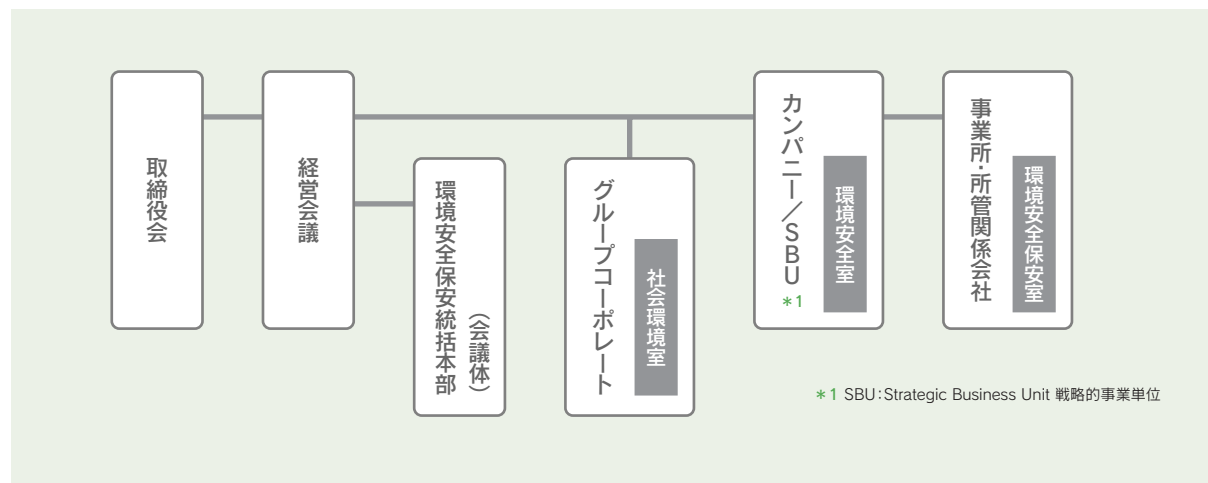 取締役会
経営会議
環境安全保安統括本部
（会議体）
グループコーポレート
社会環境室
カンパニー／SBU
＊1
環境安全室
事業所・所管関係会社
環境安全保安室
＊1 SBU：Strategic Business Unit 戦略的事業単位